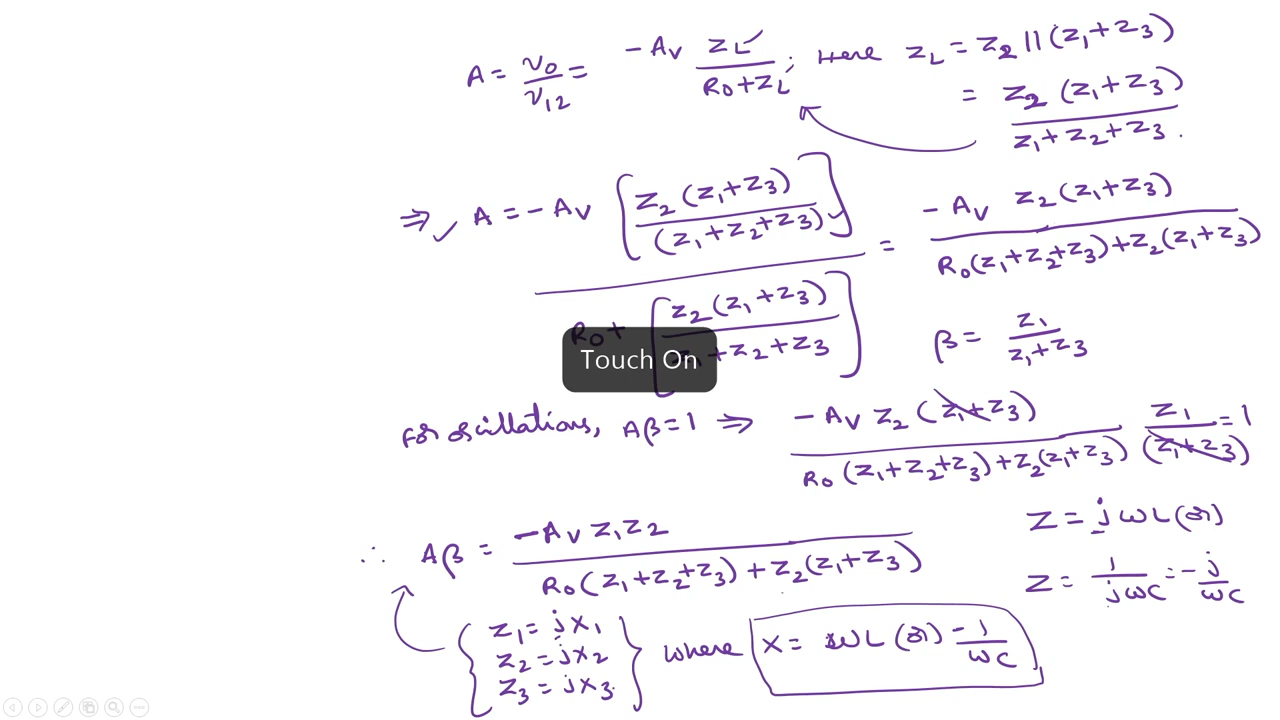 A = v0/v12 = -Av ZL/(R0+ZL) ; Here ZL = Z2 || (Z1+Z3)
= Z2 (Z1+Z3)/(Z1+Z2+Z3).
⇒ ✓ A = -Av [Z2 (Z1+Z3)/(Z1+Z2+Z3)] / (R0 + [Z2 (Z1+Z3)/(Z1+Z2+Z3)]) = -Av Z2 (Z1+Z3)/(R0(Z1+Z2+Z3)+Z2(Z1+Z3))
Touch On
β = Z1/(Z1+Z3)
For oscillations, Aβ=1 ⇒ -Av Z2 (Z1+Z3)/(R0 (Z1+Z2+Z3)+Z2(Z1+Z3)) Z1/(Z1+Z3) = 1
∴ Aβ = -Av Z1Z2/(R0(Z1+Z2+Z3)+Z2(Z1+Z3))
Z = jωL (or)
Z = 1/jωC = -j/ωC
{Z1 = jX1
Z2 = jX2
Z3 = jX3.} where X = ωL (or) -1/ωC